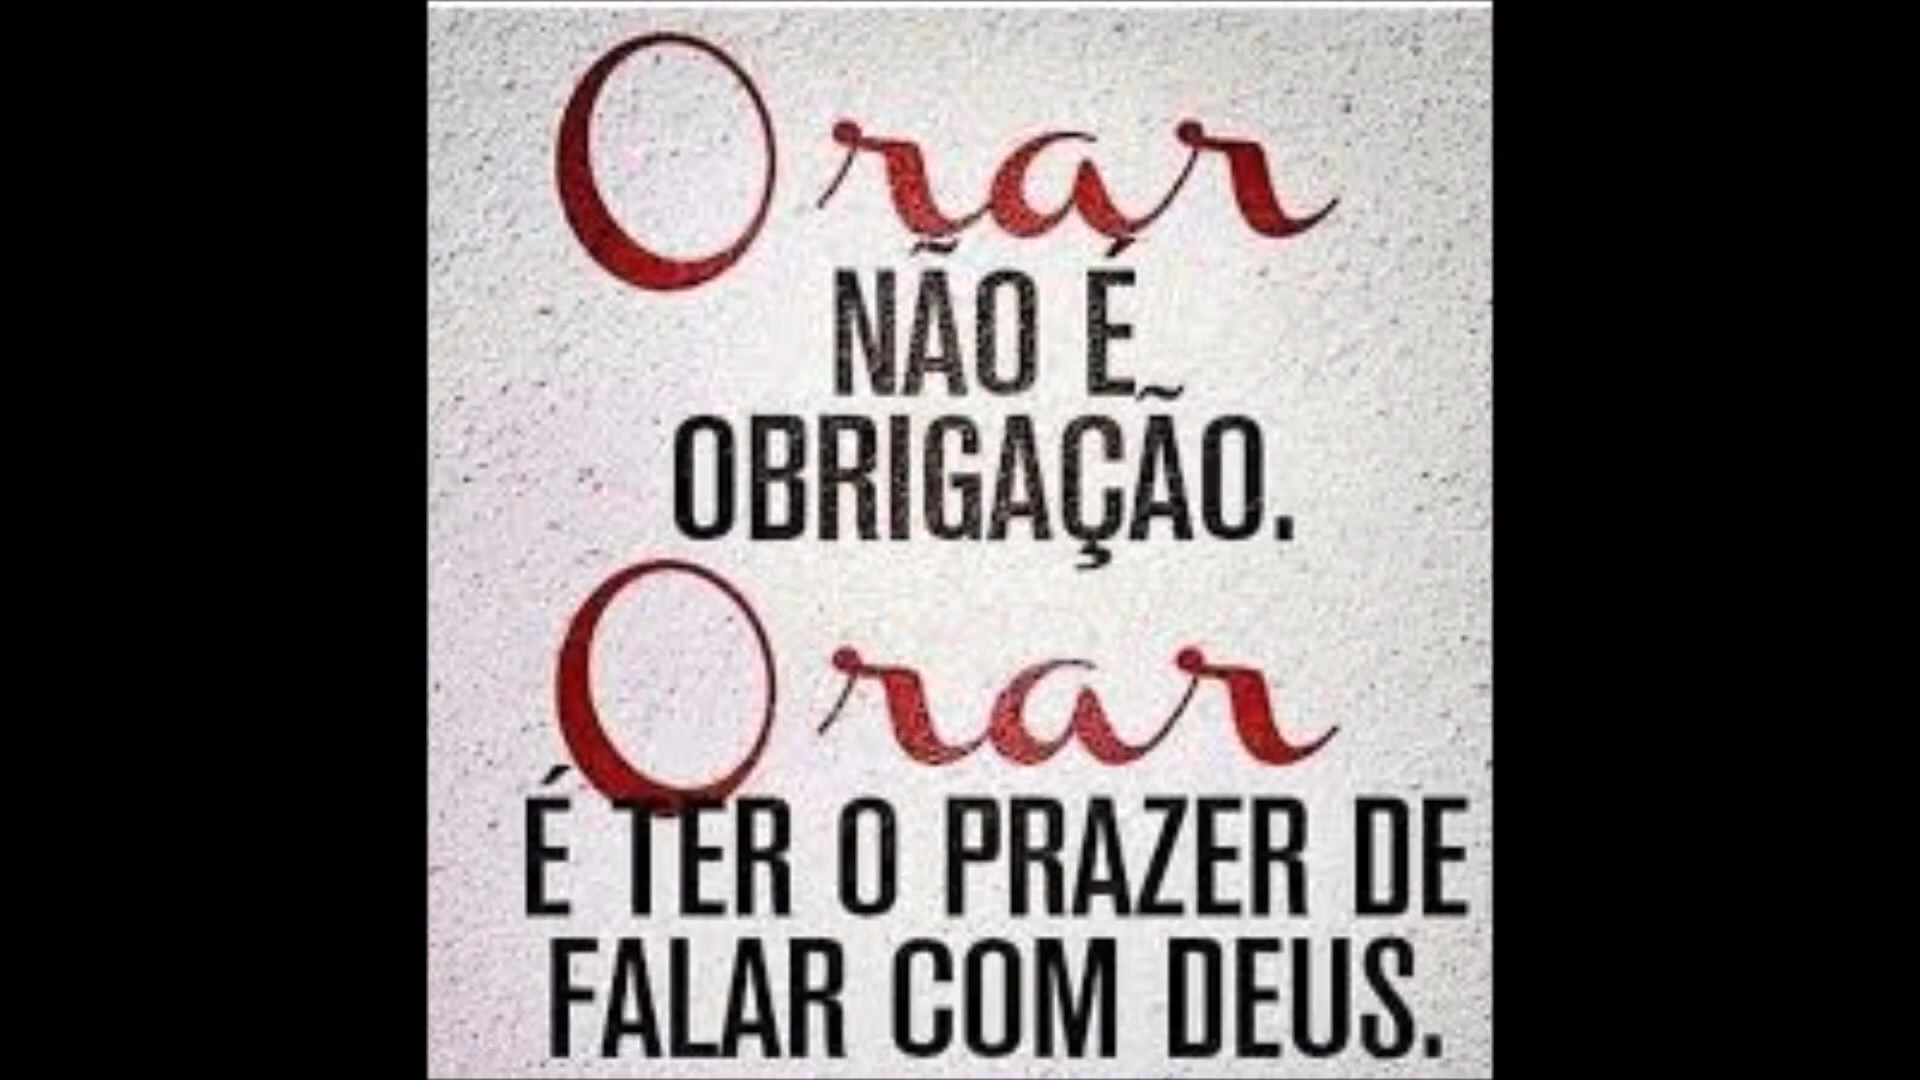 Orar
NÃO É
OBRIGAÇÃO.
Orar
É TER O PRAZER DE
FALAR COM DEUS.